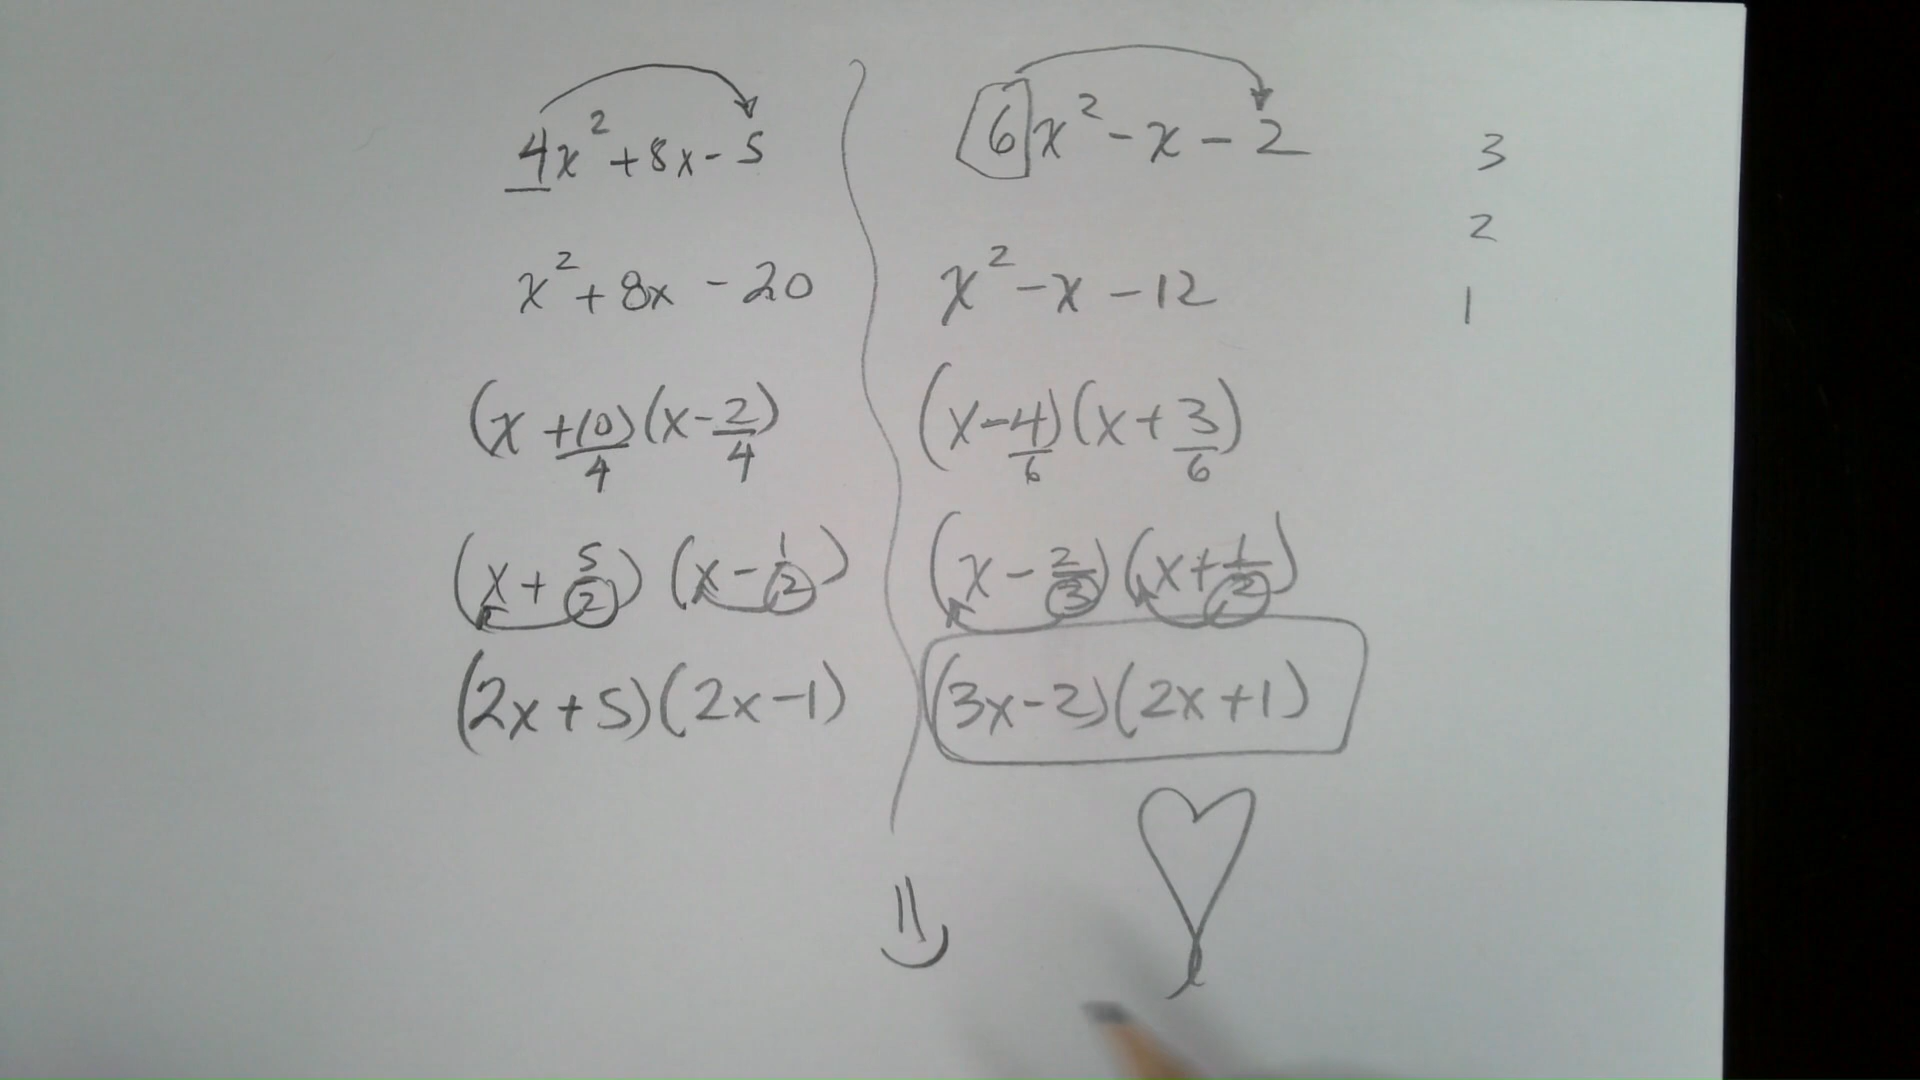 4x² + 8x - 5
x² + 8x - 20
(x + 10/4)(x - 2/4)
(x + 5/2)(x - 1/2)
(2x + 5)(2x - 1)
6x² - x - 2
x² - x - 12
(x - 4/6)(x + 3/6)
(x - 2/3)(x + 1/2)
(3x - 2)(2x + 1)
3
2
1